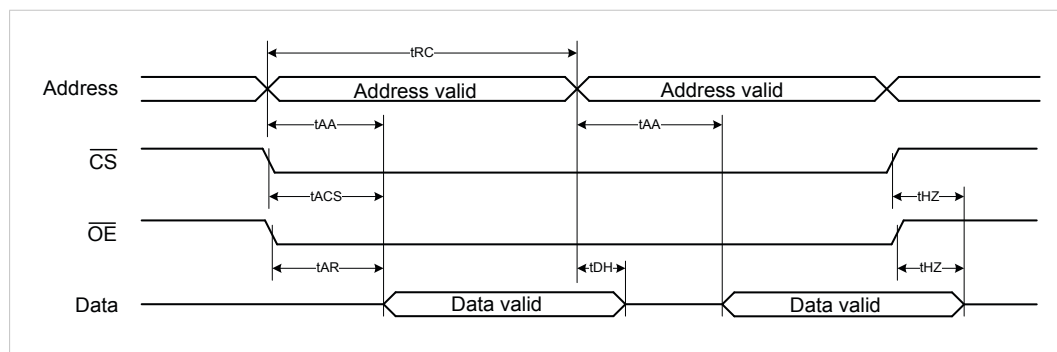 tRC
Address
Address valid
Address valid
tAA
tAA
CS
tACS
tHZ
OE
tAR
tDH
tHZ
Data
Data valid
Data valid